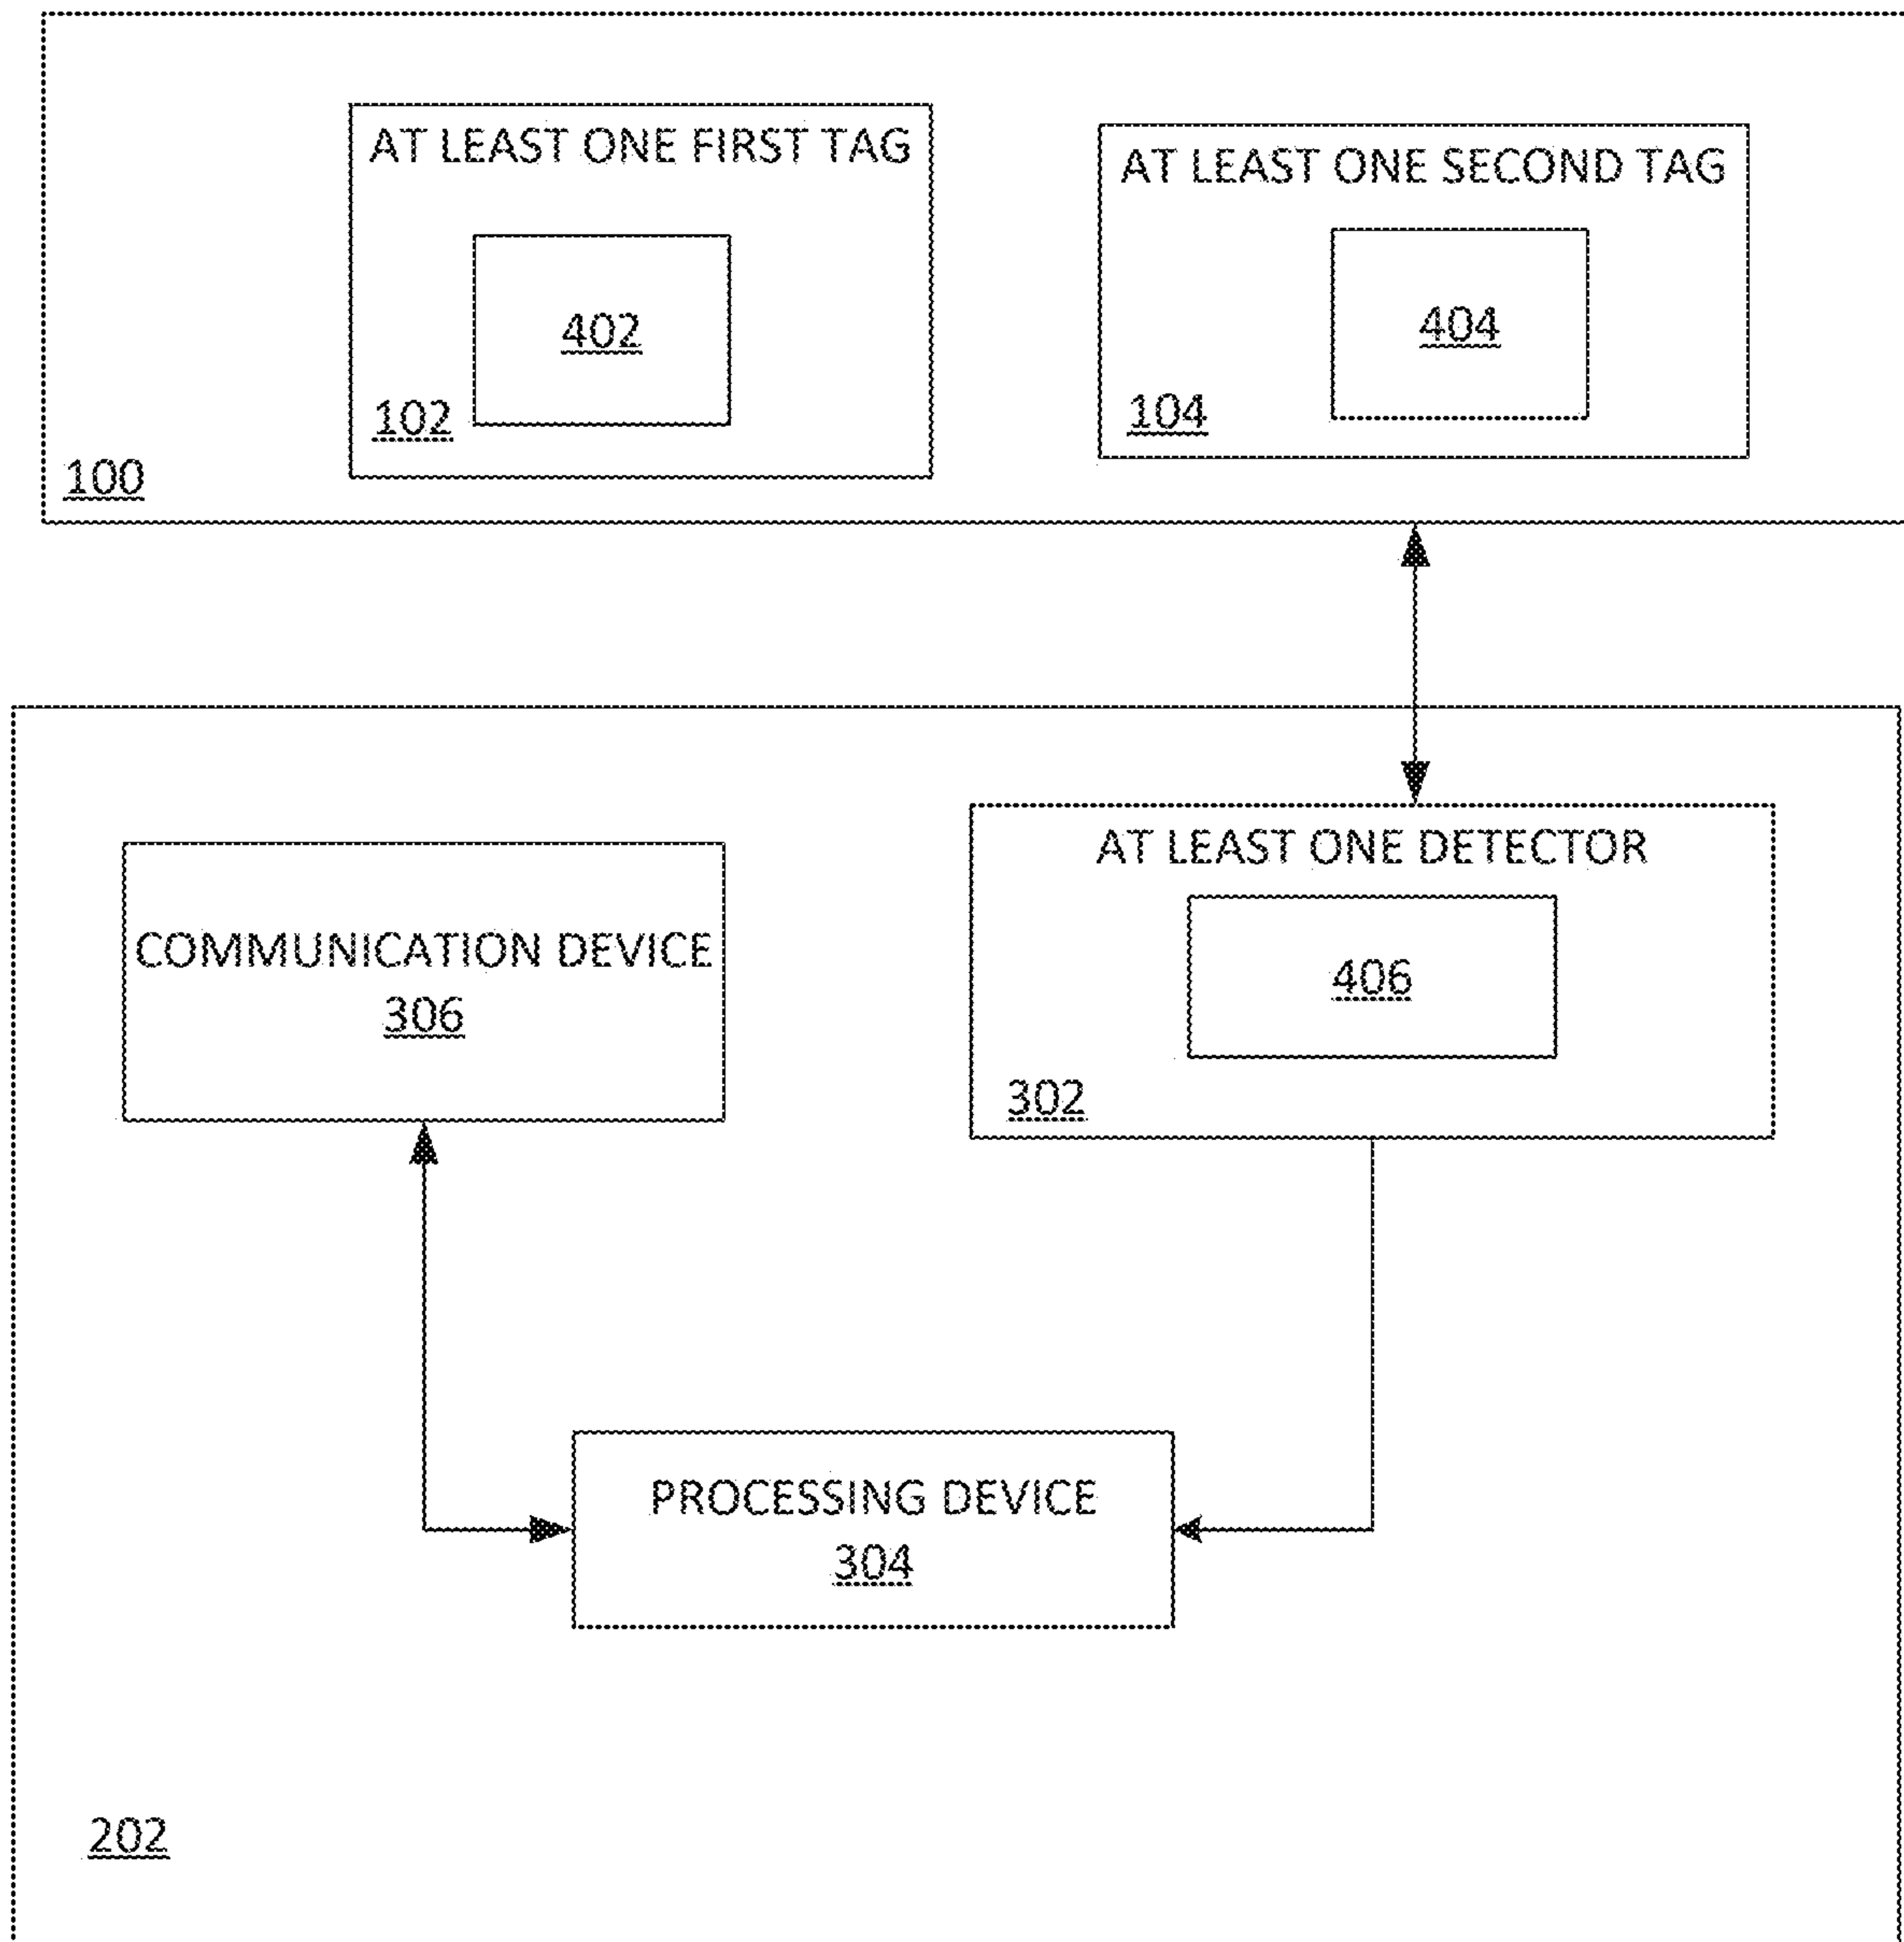 AT LEAST ONE FIRST TAG
402
102
AT LEAST ONE SECOND TAG
404
104
100
COMMUNICATION DEVICE
306
AT LEAST ONE DETECTOR
406
302
PROCESSING DEVICE
304
202